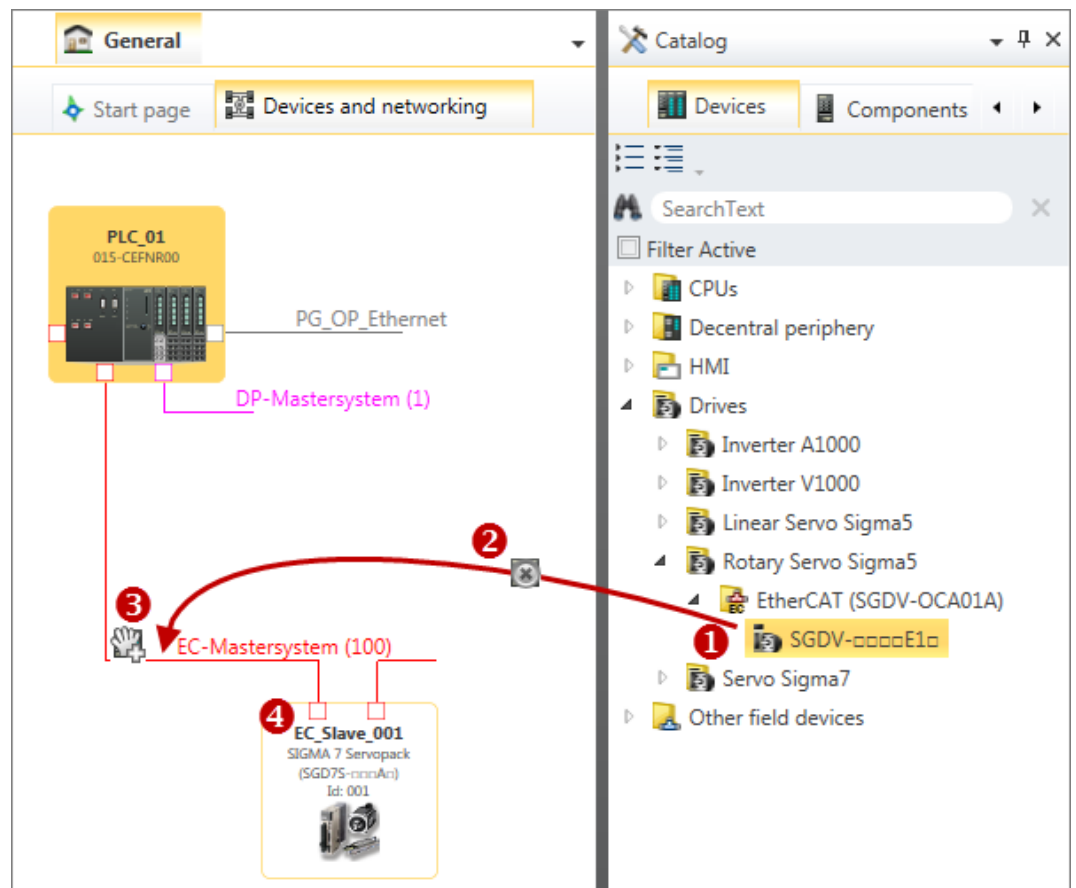 General
Start page
Devices and networking
PLC_01
015-CEFNR00
PG_OP_Ethernet
DP-Mastersystem (1)
2
3
EC-Mastersystem (100)
4
EC_Slave_001
SIGMA 7 Servopack
(SGD7S-□□□A□)
Id: 001
Catalog
Devices
Components
SearchText
Filter Active
CPUs
Decentral periphery
HMI
Drives
Inverter A1000
Inverter V1000
Linear Servo Sigma5
Rotary Servo Sigma5
EC
EtherCAT (SGDV-OCA01A)
1
SGDV-□□□□E1□
Servo Sigma7
Other field devices